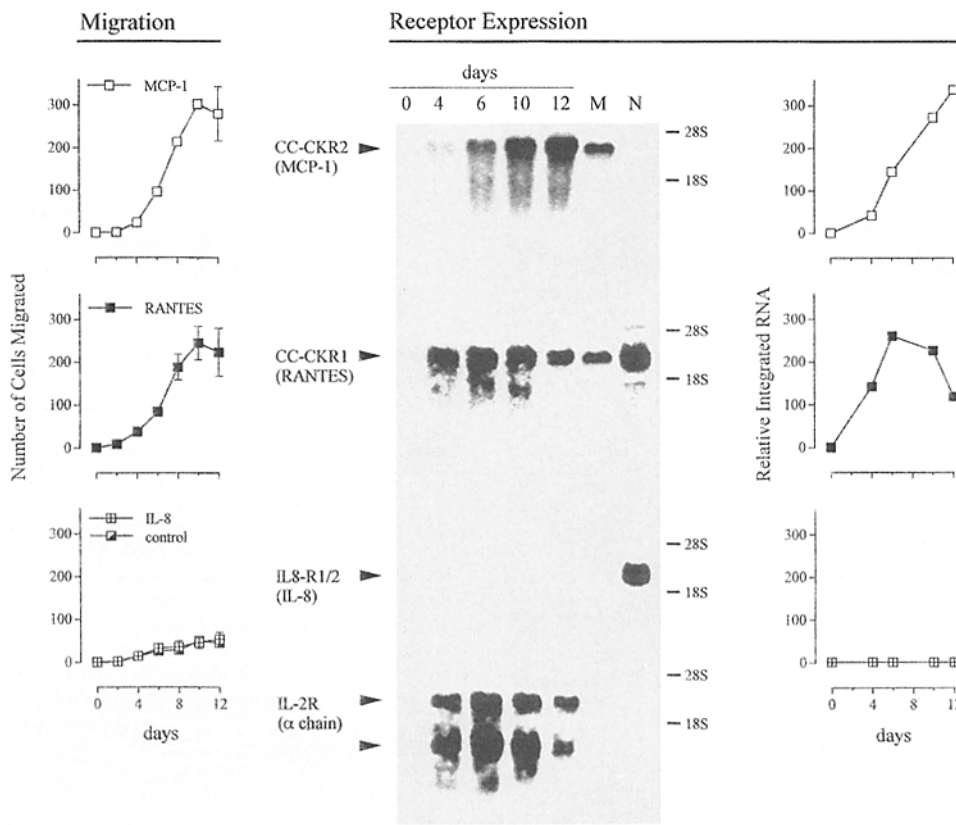 Migration
Receptor Expression
MCP-1
300
200
100
0
RANTES
300
200
100
0
IL-8
control
300
200
100
0
0 4 8 12
days
Number of Cells Migrated
days
0 4 6 10 12 M N
CC-CKR2
(MCP-1)
28S
18S
CC-CKR1
(RANTES)
28S
18S
IL8-R1/2
(IL-8)
28S
18S
IL-2R
(α chain)
28S
18S
Relative Integrated RNA
300
200
100
0
300
200
100
0
300
200
100
0
0 4 8 12
days